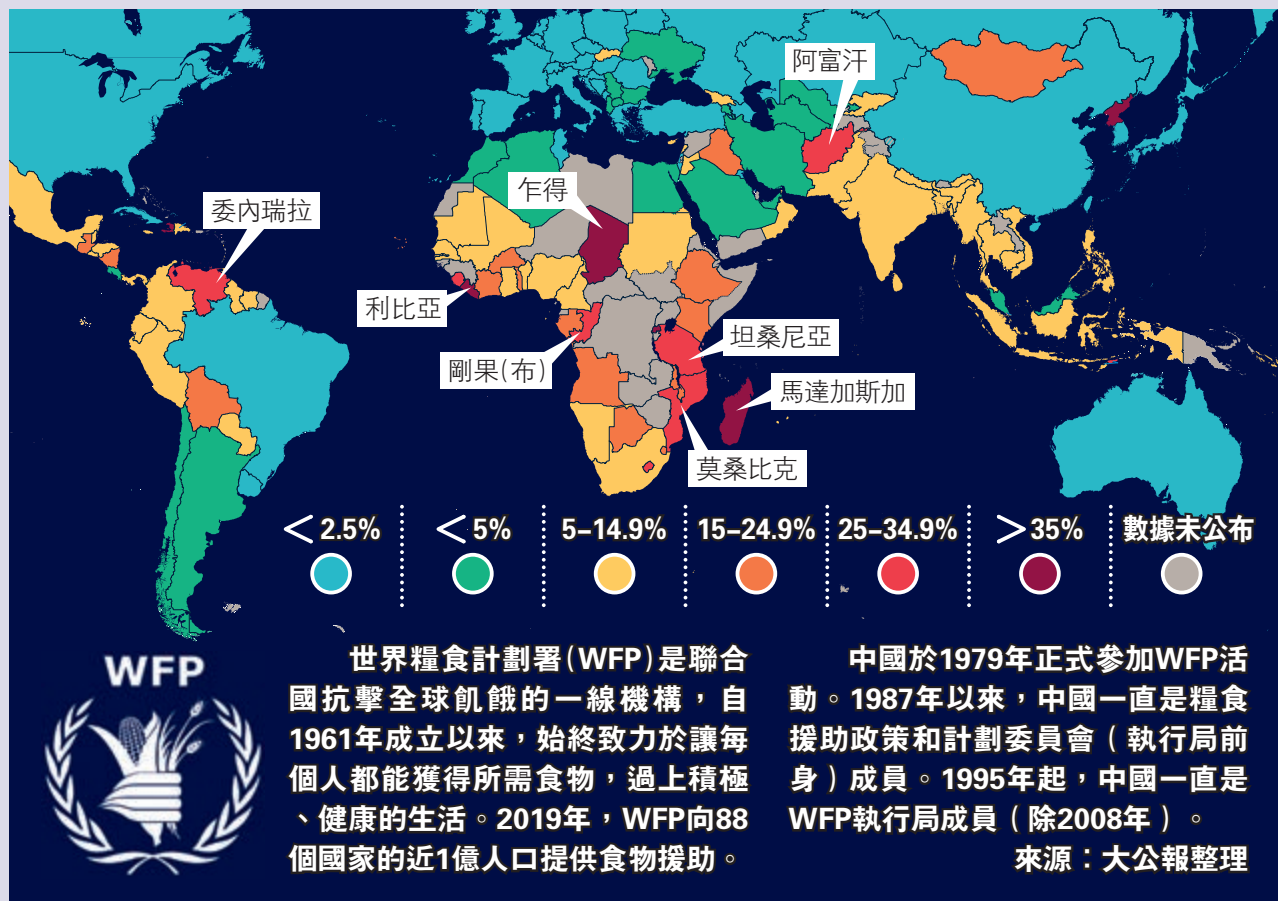 阿富汗
乍得
委內瑞拉
利比亞
剛果(布)
坦桑尼亞
馬達加斯加
莫桑比克
<2.5%
<5%
5–14.9%
15–24.9%
25–34.9%
>35%
數據未公布
WFP
世界糧食計劃署(WFP)是聯合
國抗擊全球飢餓的一線機構，自
1961年成立以來，始終致力於讓每
個人都能獲得所需食物，過上積極
、健康的生活。2019年，WFP向88
個國家的近1億人口提供食物援助。
中國於1979年正式參加WFP活
動。1987年以來，中國一直是糧食
援助政策和計劃委員會（執行局前
身）成員。1995年起，中國一直是
WFP執行局成員（除2008年）。
來源：大公報整理